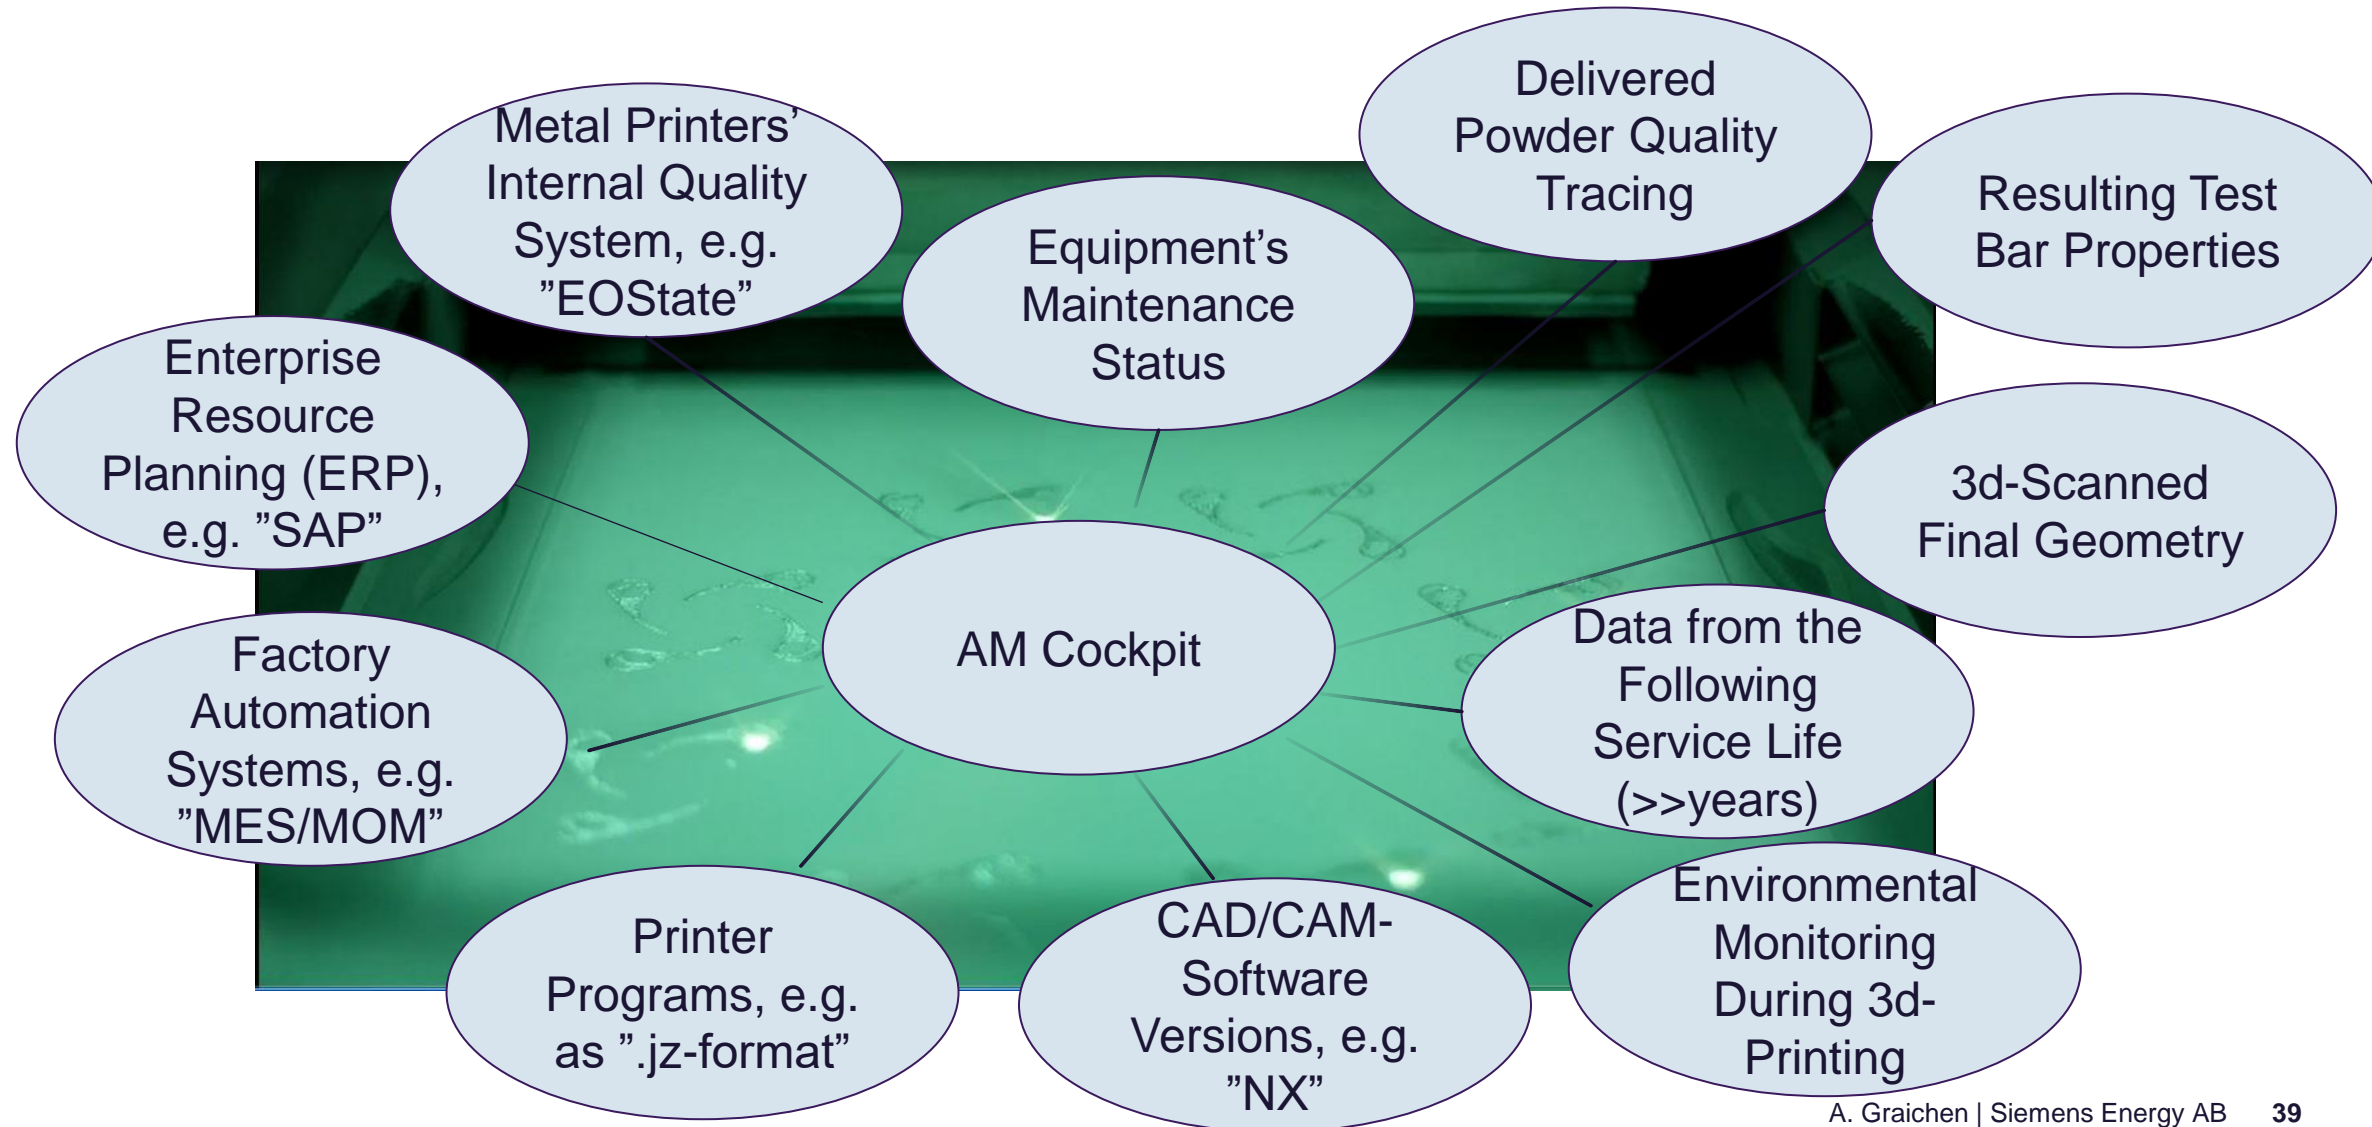 Metal Printers’
Internal Quality
System, e.g.
”EOState”
Delivered
Powder Quality
Tracing
Resulting Test
Bar Properties
Equipment’s
Maintenance
Status
Enterprise
Resource
Planning (ERP),
e.g. ”SAP”
3d-Scanned
Final Geometry
AM Cockpit
Data from the
Following
Service Life
(>>years)
Factory
Automation
Systems, e.g.
”MES/MOM”
Printer
Programs, e.g.
as ”.jz-format”
CAD/CAM-
Software
Versions, e.g.
”NX”
Environmental
Monitoring
During 3d-
Printing
A. Graichen | Siemens Energy AB 39